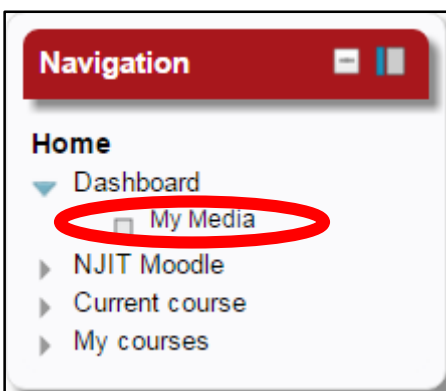 Navigation
Home
Dashboard
My Media
NJIT Moodle
Current course
My courses